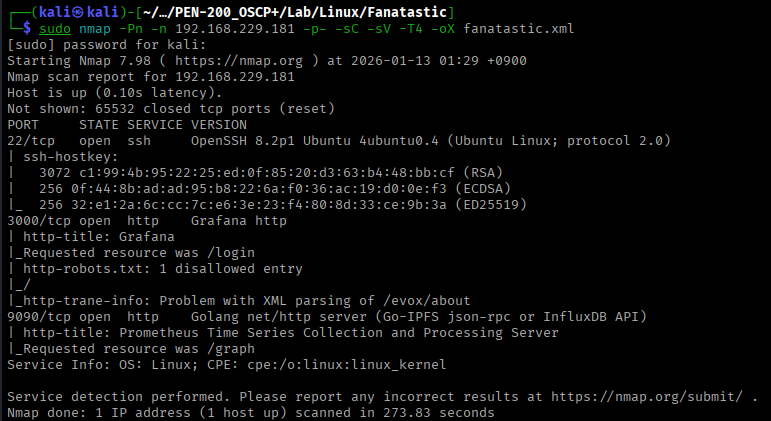 ┌──(kali㉿kali)-[~/…/PEN-200_OSCP+/Lab/Linux/Fanatastic]
└─$ sudo nmap -Pn -n 192.168.229.181 -p- -sC -sV -T4 -oX fanatastic.xml
[sudo] password for kali:
Starting Nmap 7.98 ( https://nmap.org ) at 2026-01-13 01:29 +0900
Nmap scan report for 192.168.229.181
Host is up (0.10s latency).
Not shown: 65532 closed tcp ports (reset)
PORT     STATE SERVICE VERSION
22/tcp   open  ssh     OpenSSH 8.2p1 Ubuntu 4ubuntu0.4 (Ubuntu Linux; protocol 2.0)
| ssh-hostkey:
|   3072 c1:99:4b:95:22:25:ed:0f:85:20:d3:63:b4:48:bb:cf (RSA)
|   256 0f:44:8b:ad:ad:95:b8:22:6a:f0:36:ac:19:d0:0e:f3 (ECDSA)
|_  256 32:e1:2a:6c:cc:7c:e6:3e:23:f4:80:8d:33:ce:9b:3a (ED25519)
3000/tcp open  http    Grafana http
| http-title: Grafana
|_Requested resource was /login
| http-robots.txt: 1 disallowed entry
|_/
|_http-trane-info: Problem with XML parsing of /evox/about
9090/tcp open  http    Golang net/http server (Go-IPFS json-rpc or InfluxDB API)
| http-title: Prometheus Time Series Collection and Processing Server
|_Requested resource was /graph
Service Info: OS: Linux; CPE: cpe:/o:linux:linux_kernel

Service detection performed. Please report any incorrect results at https://nmap.org/submit/ .
Nmap done: 1 IP address (1 host up) scanned in 273.83 seconds